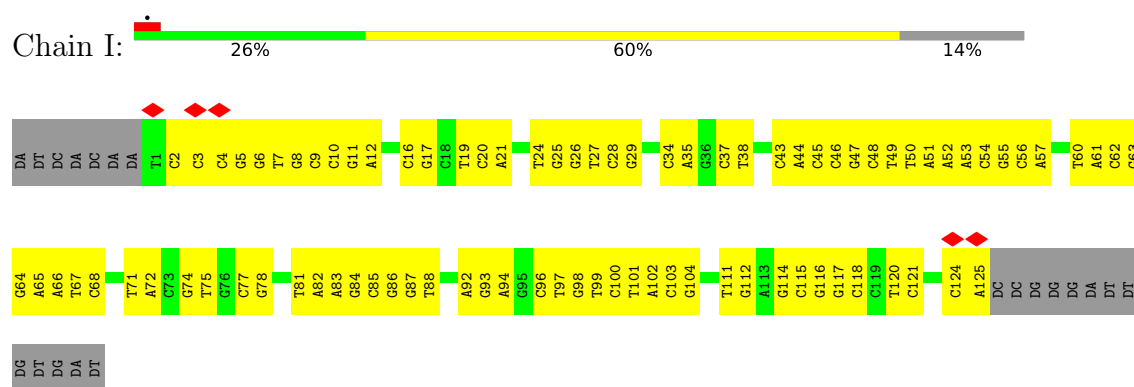 Chain I:
26% 60% 14%
DA DT DC DA DC DA DA T1 C2 C3 C4 G5 G6 T7 G8 C9 C10 G11 A12 C16 G17 C18 T19 C20 A21 T24 G25 G26 T27 C28 G29 C34 A35 G36 C37 T38 C43 A44 C45 C46 G47 C48 T49 T50 A51 A52 A53 C54 G55 C56 A57 T60 A61 C62 G63
G64 A65 A66 T67 C68 T71 A72 C73 G74 T75 G76 C77 G78 T81 A82 A83 G84 C85 G86 G87 T88 A92 G93 A94 G95 C96 T97 G98 T99 C100 T101 A102 C103 G104 T111 G112 A113 G114 C115 G116 G117 C118 C119 T120 C121 C124 A125 DC DC DG DG DG DA DT DT
DG DT DG DA DT